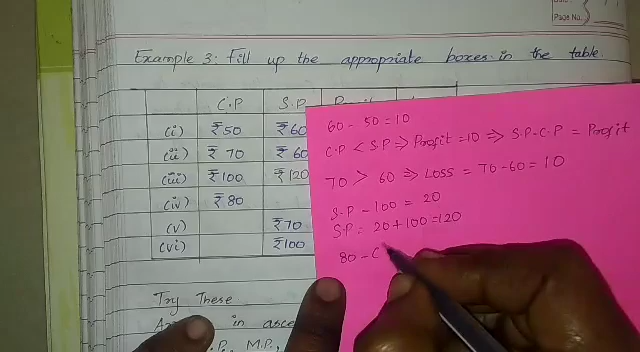 Page No.
Example 3: Fill up the appropriate boxes in the table.
C.P S.P
(i) ₹50 ₹60
(ii) ₹70 ₹60
(iii) ₹100 ₹120
(iv) ₹80
(v) ₹70
(vi) ₹100
60 - 50 = 10
C.P < S.P ⇒ Profit = 10 ⇒ S.P - C.P = Profit
70 > 60 ⇒ Loss = 70 - 60 = 10
S.P - 100 = 20
S.P = 20 + 100 = 120
80 - C
Try These
in
M.P.,